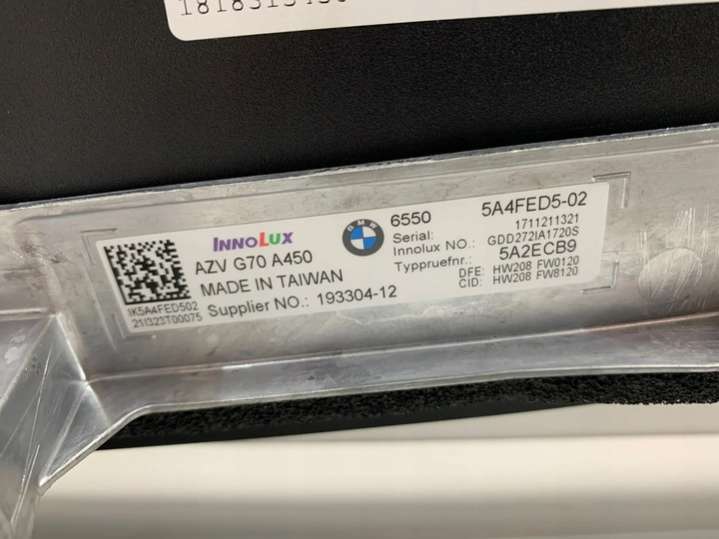 INNOLUX
AZV G70 A450
MADE IN TAIWAN
Supplier NO.: 193304-12
IK5A4FED502
21I323T00075
BMW
6550 5A4FED5-02
Serial: 1711211321
Innolux NO.: GDD272IA1720S
Typpruefnr.: 5A2ECB9
DFE: HW208 FW0120
CID: HW208 FW8120